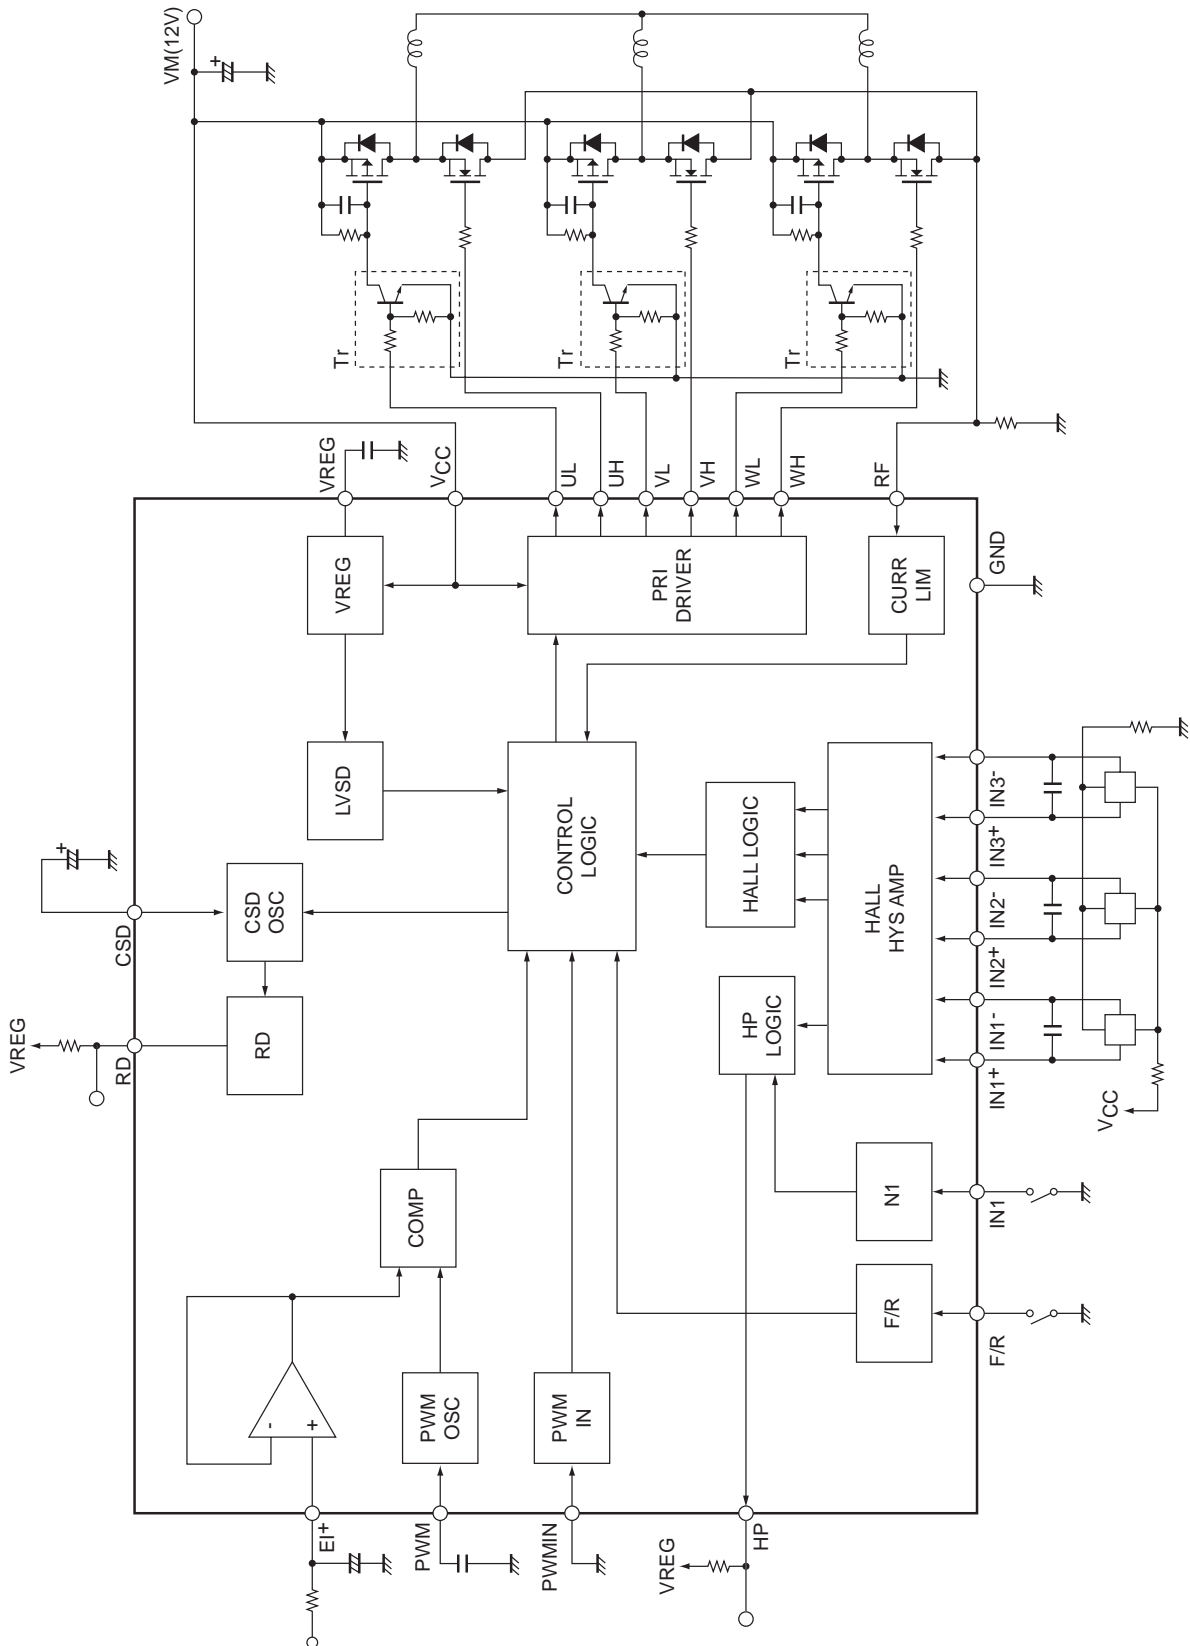 VM(12V)
+
Tr
Tr
Tr
VREG
VCC
UL
UH
VL
VH
WL
WH
RF
VREG
PRI
DRIVER
CURR
LIM
GND
LVSD
CONTROL
LOGIC
HALL LOGIC
HALL
HYS AMP
IN3-
IN3+
IN2-
IN2+
IN1-
IN1+
VCC
+
CSD
CSD
OSC
VREG
RD
RD
HP
LOGIC
COMP
N1
IN1
F/R
F/R
-
+
PWM
OSC
PWM
IN
EI+
PWM
PWMIN
VREG
HP